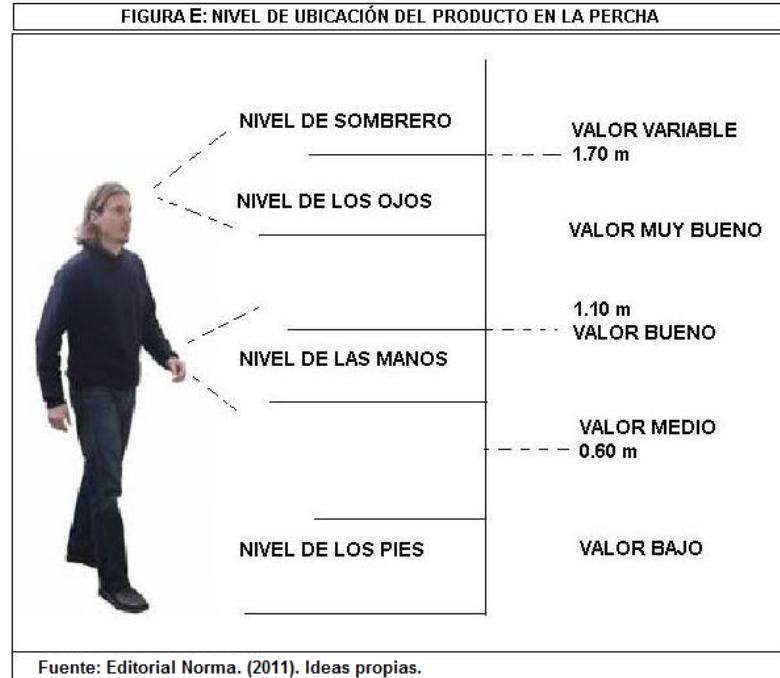 FIGURA E: NIVEL DE UBICACIÓN DEL PRODUCTO EN LA PERCHA
NIVEL DE SOMBRERO
VALOR VARIABLE
1.70 m
NIVEL DE LOS OJOS
VALOR MUY BUENO
1.10 m
VALOR BUENO
NIVEL DE LAS MANOS
VALOR MEDIO
0.60 m
NIVEL DE LOS PIES
VALOR BAJO
Fuente: Editorial Norma. (2011). Ideas propias.